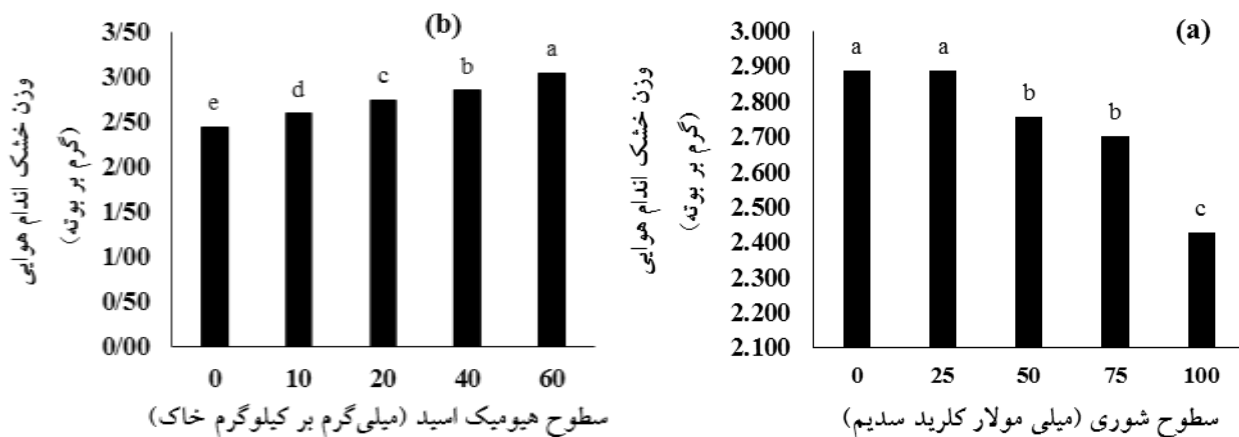 (b)
3/50
3/00
2/50
2/00
1/50
1/00
0/50
0/00
وزن خشک اندام هوایی
(گرم بر بوته)
e
d
c
b
a
0 10 20 40 60
سطوح هیومیک اسید (میلی‌گرم بر کیلوگرم خاک)
(a)
3.000
2.900
2.800
2.700
2.600
2.500
2.400
2.300
2.200
2.100
وزن خشک اندام هوایی
(گرم بر بوته)
a
a
b
b
c
0 25 50 75 100
سطوح شوری (میلی مولار کلرید سدیم)